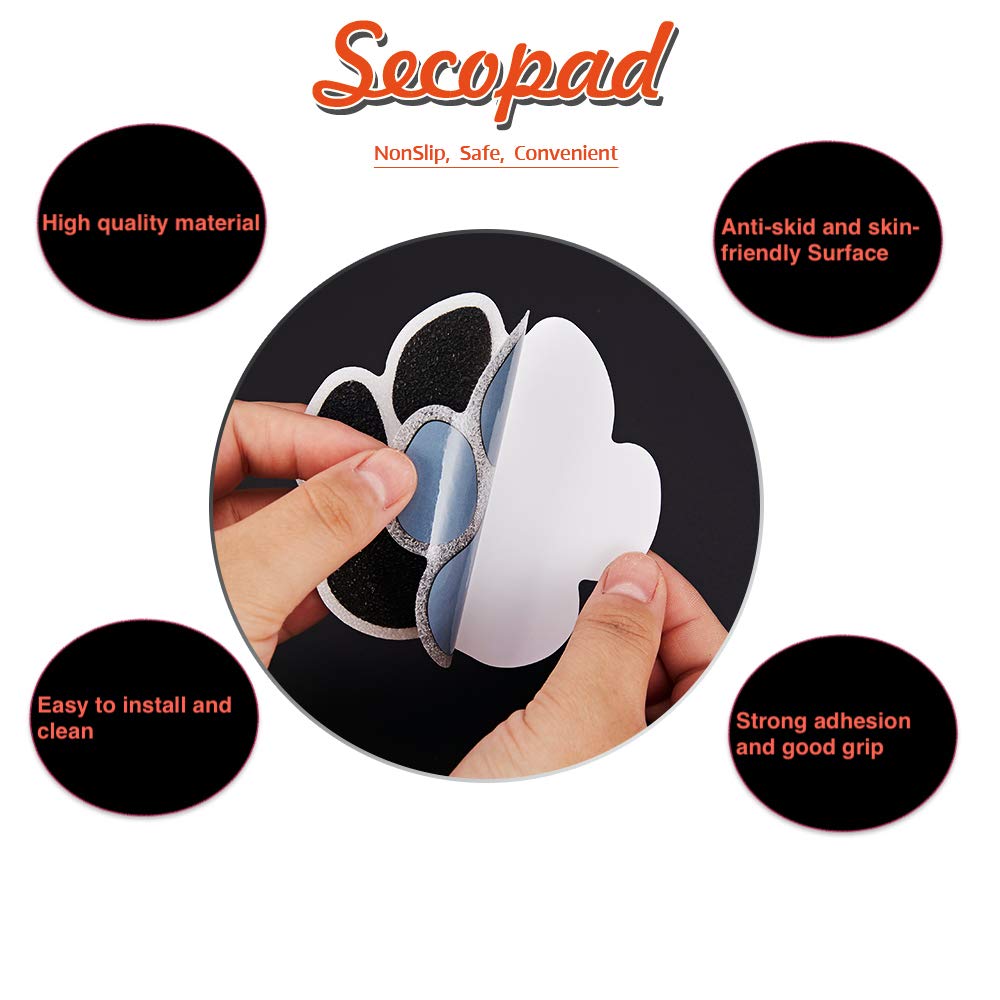 Secopad
NonSlip, Safe, Convenient
High quality material
Anti-skid and skin-
friendly Surface
Easy to install and
clean
Strong adhesion
and good grip